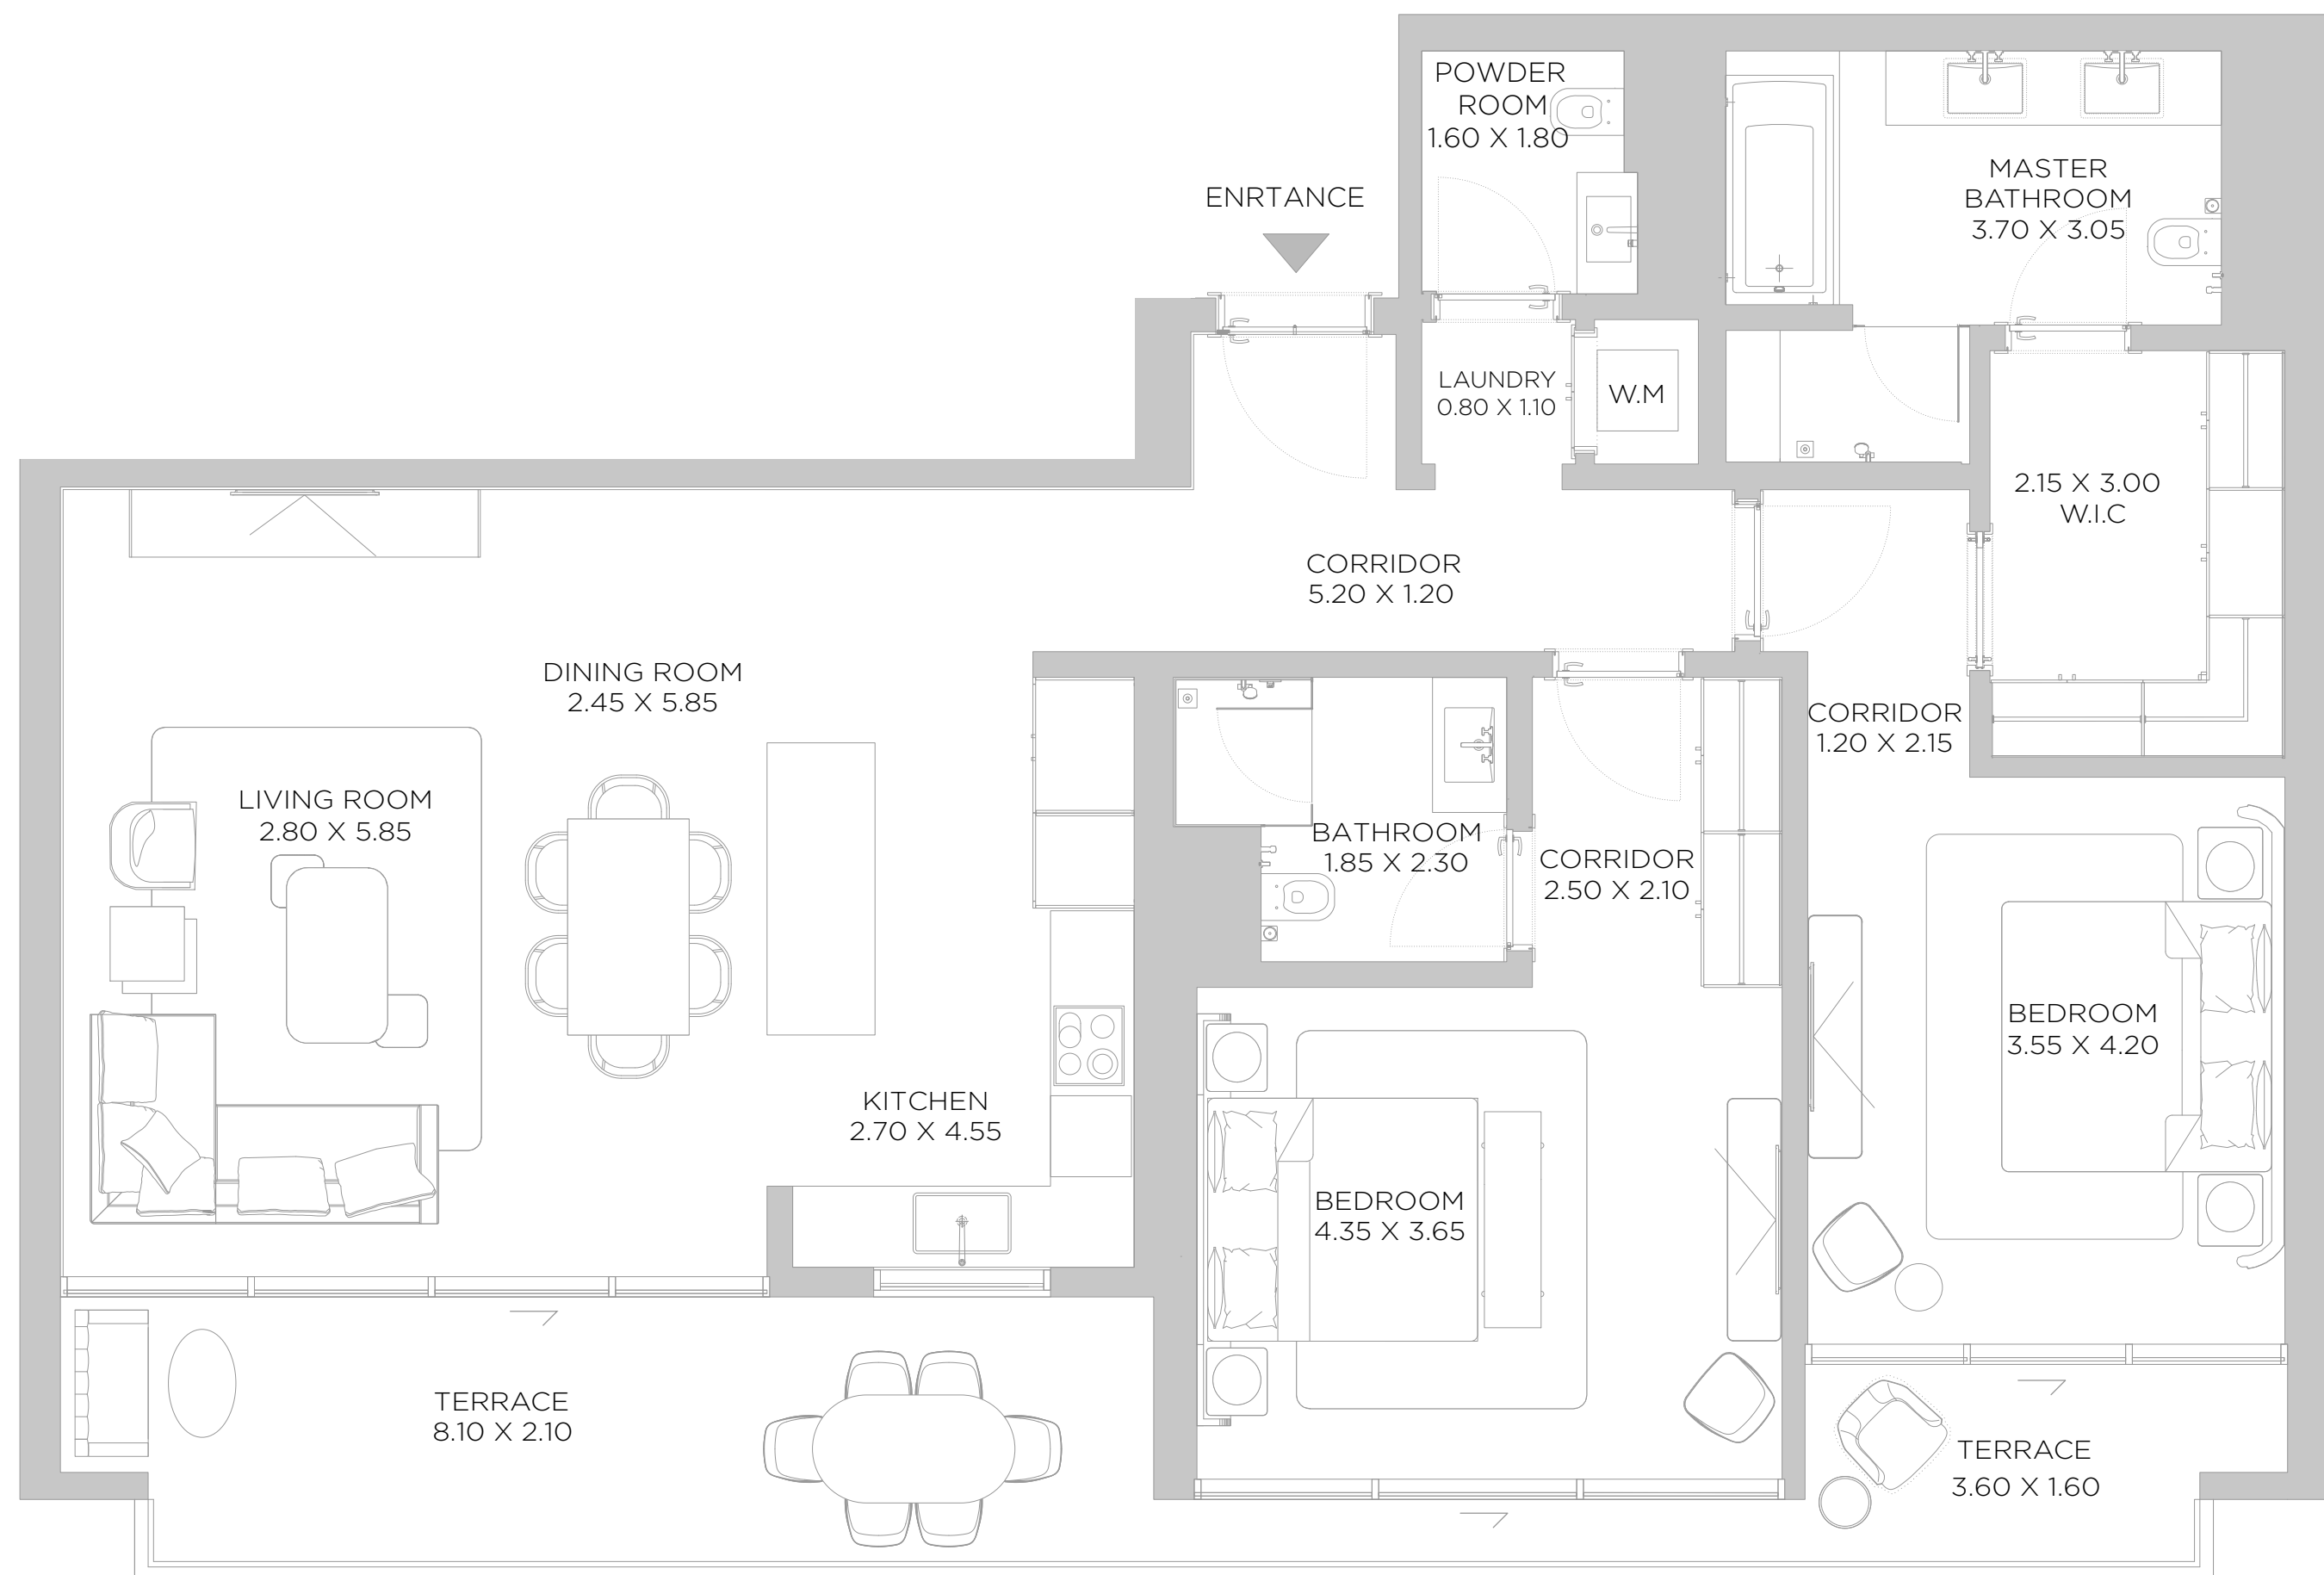 POWDER
ROOM
1.60 X 1.80
MASTER
BATHROOM
3.70 X 3.05
ENRTANCE
LAUNDRY
0.80 X 1.10
W.M
2.15 X 3.00
W.I.C
CORRIDOR
5.20 X 1.20
DINING ROOM
2.45 X 5.85
CORRIDOR
1.20 X 2.15
LIVING ROOM
2.80 X 5.85
BATHROOM
1.85 X 2.30
CORRIDOR
2.50 X 2.10
BEDROOM
3.55 X 4.20
KITCHEN
2.70 X 4.55
BEDROOM
4.35 X 3.65
TERRACE
8.10 X 2.10
TERRACE
3.60 X 1.60